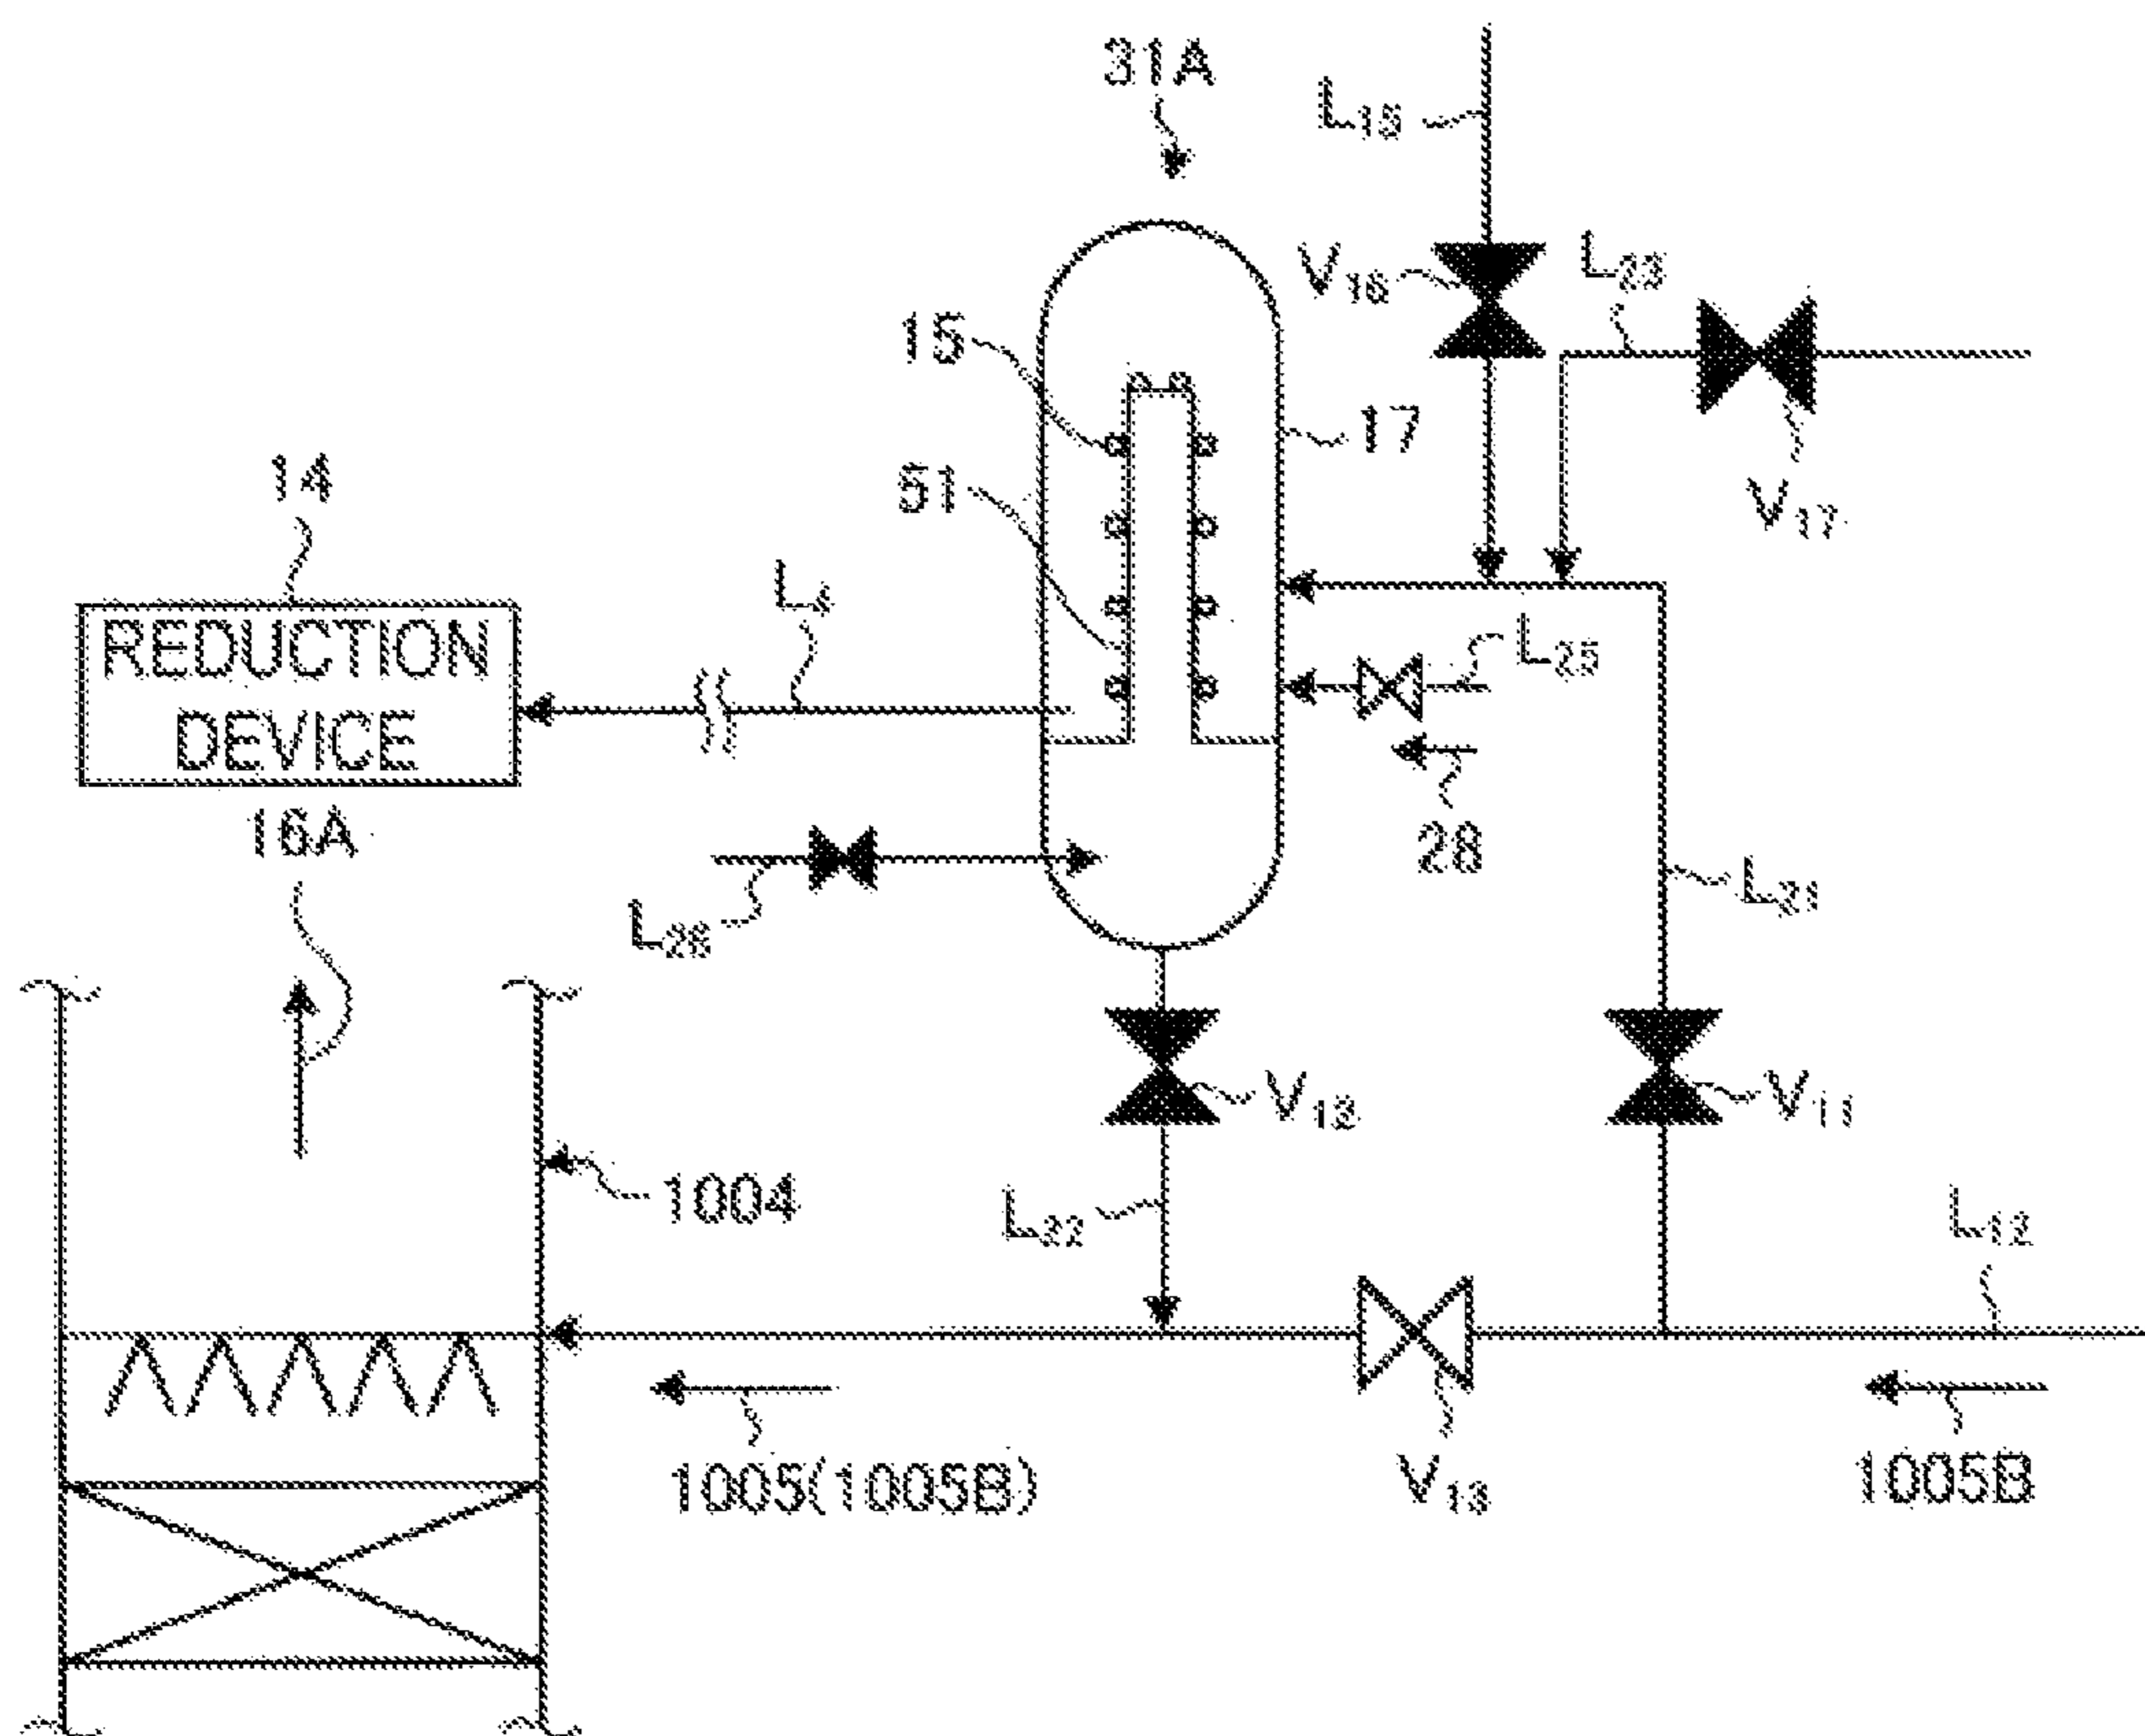 31A
L₁₅
V₁₆
L₂₃
15
17
51
V₁₇
14
L₄
REDUCTION
DEVICE
L₂₅
16A
28
L₂₆
L₂₁
V₁₂
V₁₁
1004
L₂₂
L₁₂
1005(1005B)
V₁₃
1005B